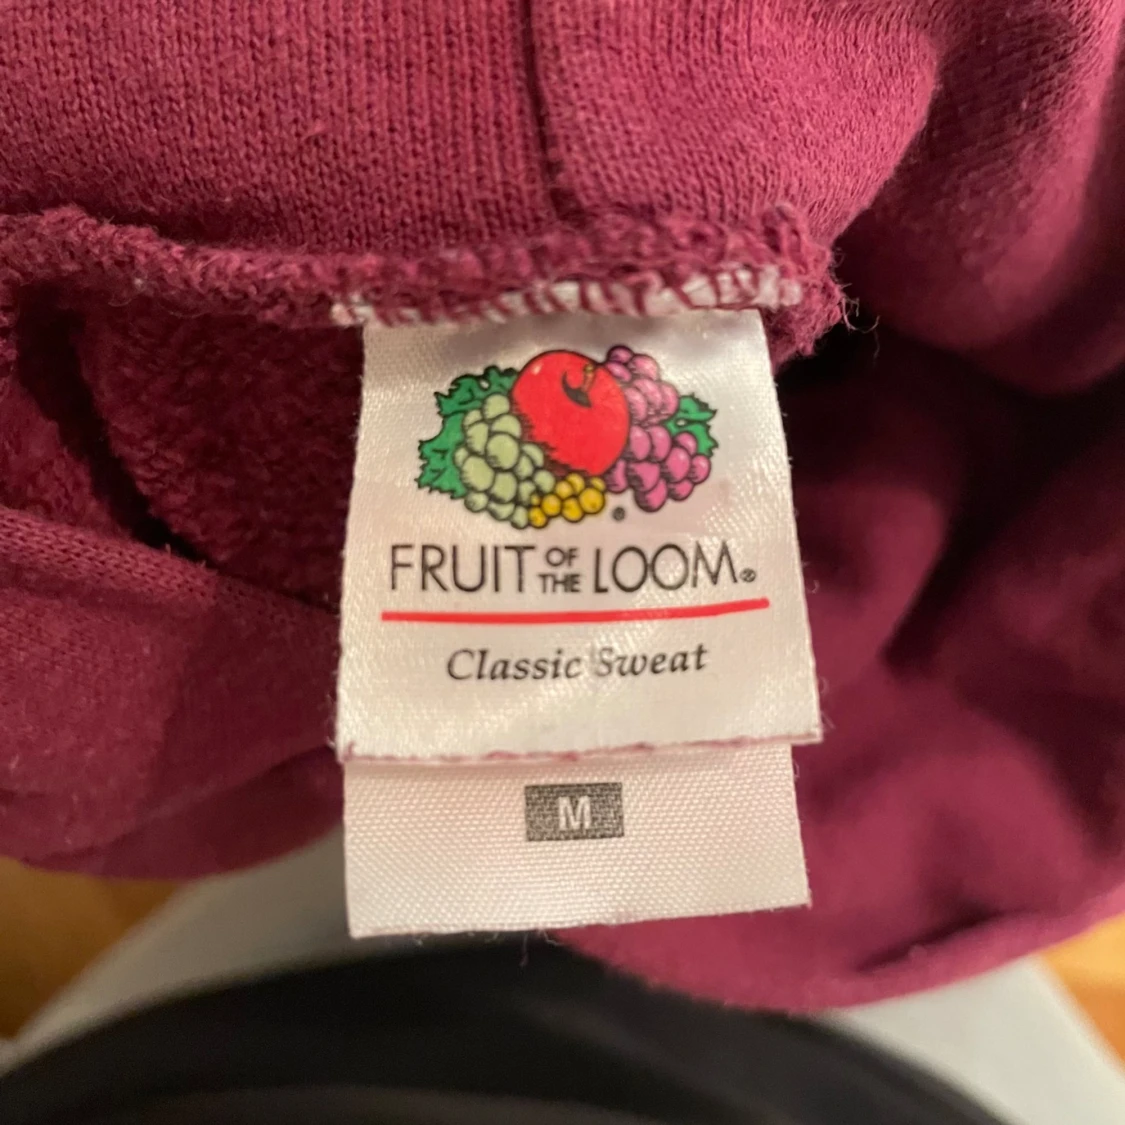 FRUIT OF THE LOOM®
Classic Sweat
M